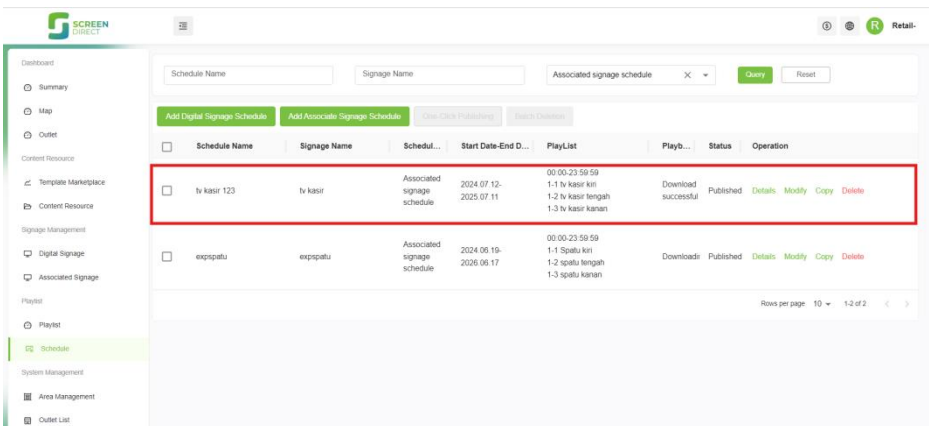 SCREEN
DIRECT
R Retail-
Dashboard
Summary
Map
Outlet
Content Resource
Template Marketplace
Content Resource
Signage Management
Digital Signage
Associated Signage
Playlist
Playlist
Schedule
System Management
Area Management
Outlet List
Schedule Name Signage Name Associated signage schedule Query Reset
Add Digital Signage Schedule Add Associate Signage Schedule One-Click Publishing Batch Deletion
Schedule Name Signage Name Schedul... Start Date-End D... PlayList Playb... Status Operation
tv kasir 123 tv kasir Associated signage schedule 2024.07.12-2025.07.11 00:00-23:59:59 Download successful Published Details Modify Copy Delete
1-1 tv kasir kiri
1-2 tv kasir tengah
1-3 tv kasir kanan
expspatu expspatu Associated signage schedule 2024.06.19-2026.06.17 00:00-23:59:59 Downloadir Published Details Modify Copy Delete
1-1 Spatu kiri
1-2 spatu tengah
1-3 spatu kanan
Rows per page 10 1-2 of 2